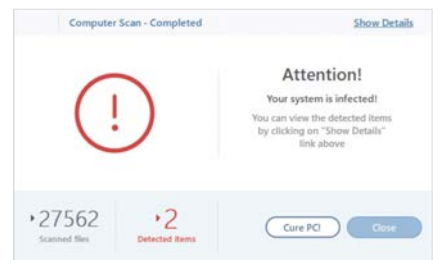 Computer Scan - Completed
Show Details
Attention!
Your system is infected!
You can view the detected items
by clicking on "Show Details"
link above
27562
Scanned files
2
Detected items
Cure PC!
Close